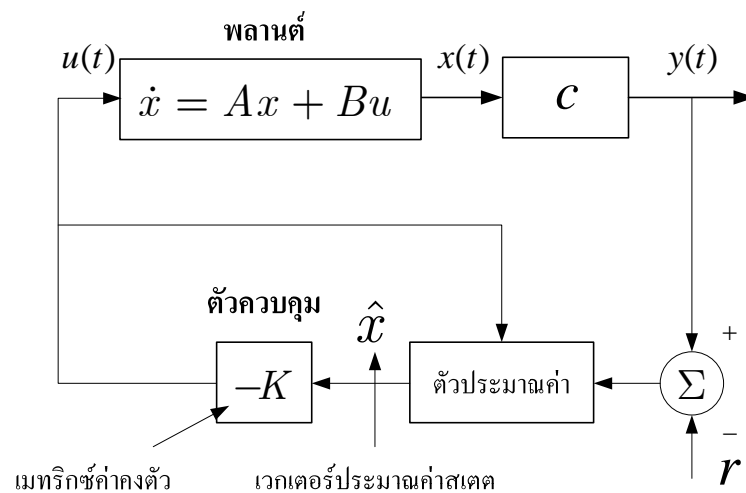 พลานต์
u(t)
x(t)
y(t)
ẋ = Ax + Bu
c
ตัวควบคุม
x̂
+
−K
ตัวประมาณค่า
Σ
−
r
เมทริกซ์ค่าคงตัว
เวกเตอร์ประมาณค่าสเตต